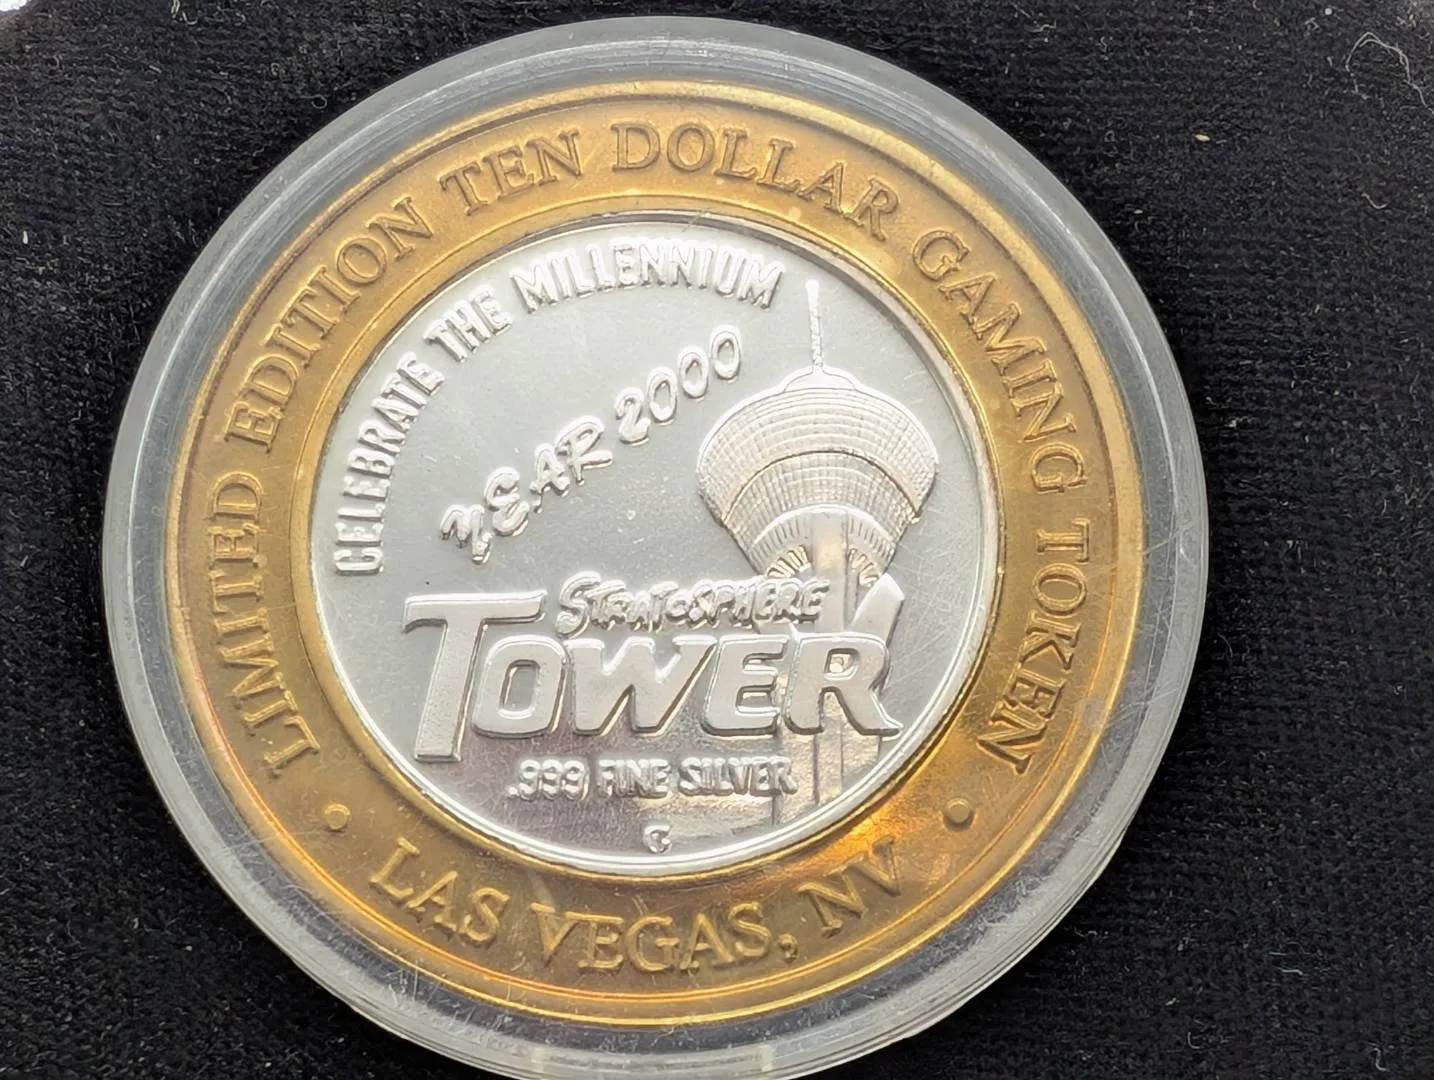 LIMITED EDITION TEN DOLLAR GAMING TOKEN
CELEBRATE THE MILLENNIUM
YEAR 2000
STRATOSPHERE
TOWER
.999 FINE SILVER
G
• LAS VEGAS, NV •